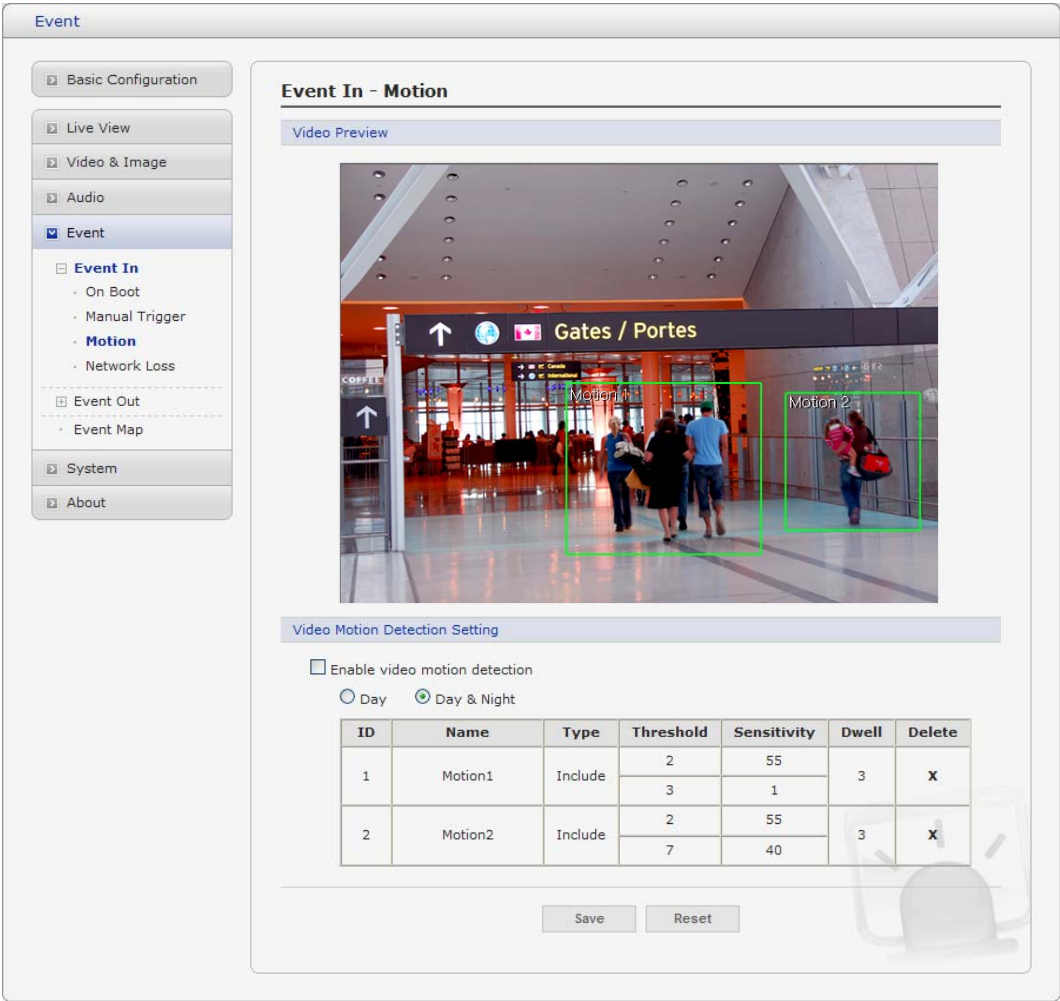 Event
Basic Configuration
Live View
Video & Image
Audio
Event
Event In
On Boot
Manual Trigger
Motion
Network Loss
Event Out
Event Map
System
About
Event In - Motion
Video Preview
Gates / Portes
Canada
International
COFFEE
Motion 1
Motion 2
Video Motion Detection Setting
Enable video motion detection
Day Day & Night
ID Name Type Threshold Sensitivity Dwell Delete
1 Motion1 Include 2 55 3 X
3 1
2 Motion2 Include 2 55 3 X
7 40
Save Reset